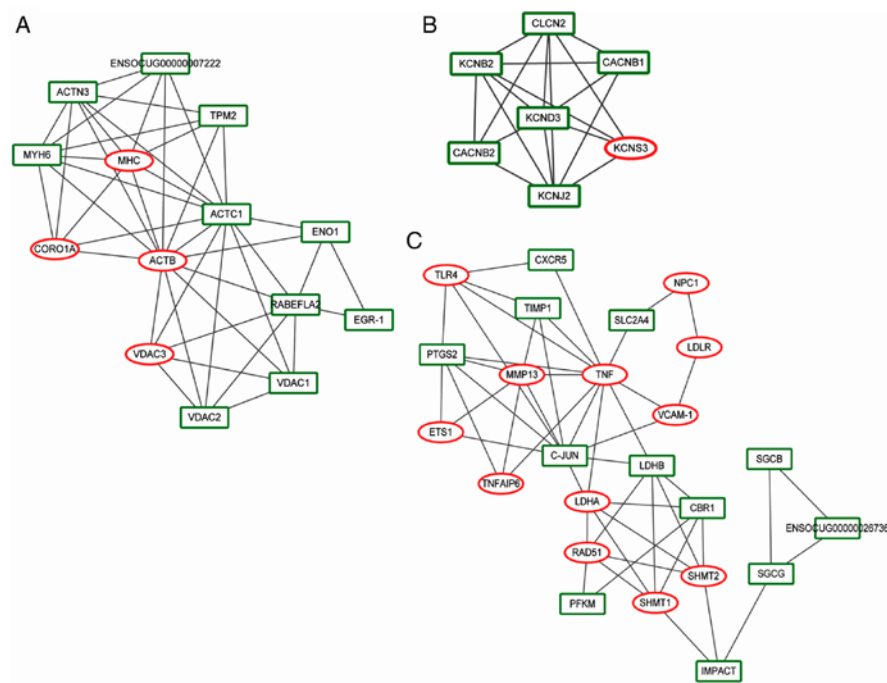 A
ENSOCUG00000007222
ACTN3
TPM2
MYH6
MHC
ACTC1
ENO1
CORO1A
ACTB
RABEFLA2
EGR-1
VDAC3
VDAC1
VDAC2
B
CLCN2
KCNB2
CACNB1
KCND3
CACNB2
KCNS3
KCNJ2
C
CXCR5
TLR4
NPC1
TIMP1
SLC2A4
PTGS2
LDLR
MMP13
TNF
VCAM-1
ETS1
C-JUN
LDHB
SGCB
TNFAIP6
LDHA
CBR1
ENSOCUG00000026736
RAD51
SHMT2
SGCG
PFKM
SHMT1
IMPACT